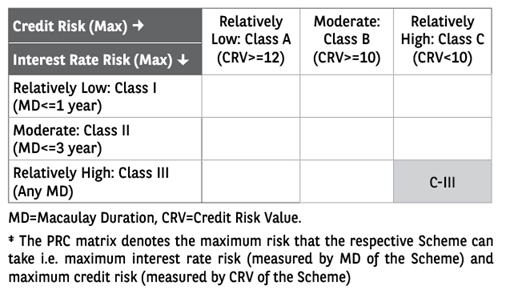 Credit Risk (Max) →
Relatively
Low: Class A
(CRV>=12)
Moderate:
Class B
(CRV>=10)
Relatively
High: Class C
(CRV<10)
Interest Rate Risk (Max) ↓
Relatively Low: Class I
(MD<=1 year)
Moderate: Class II
(MD<=3 year)
Relatively High: Class III
(Any MD)
C-III
MD=Macaulay Duration, CRV=Credit Risk Value.
‡ The PRC matrix denotes the maximum risk that the respective Scheme can
take i.e. maximum interest rate risk (measured by MD of the Scheme) and
maximum credit risk (measured by CRV of the Scheme)